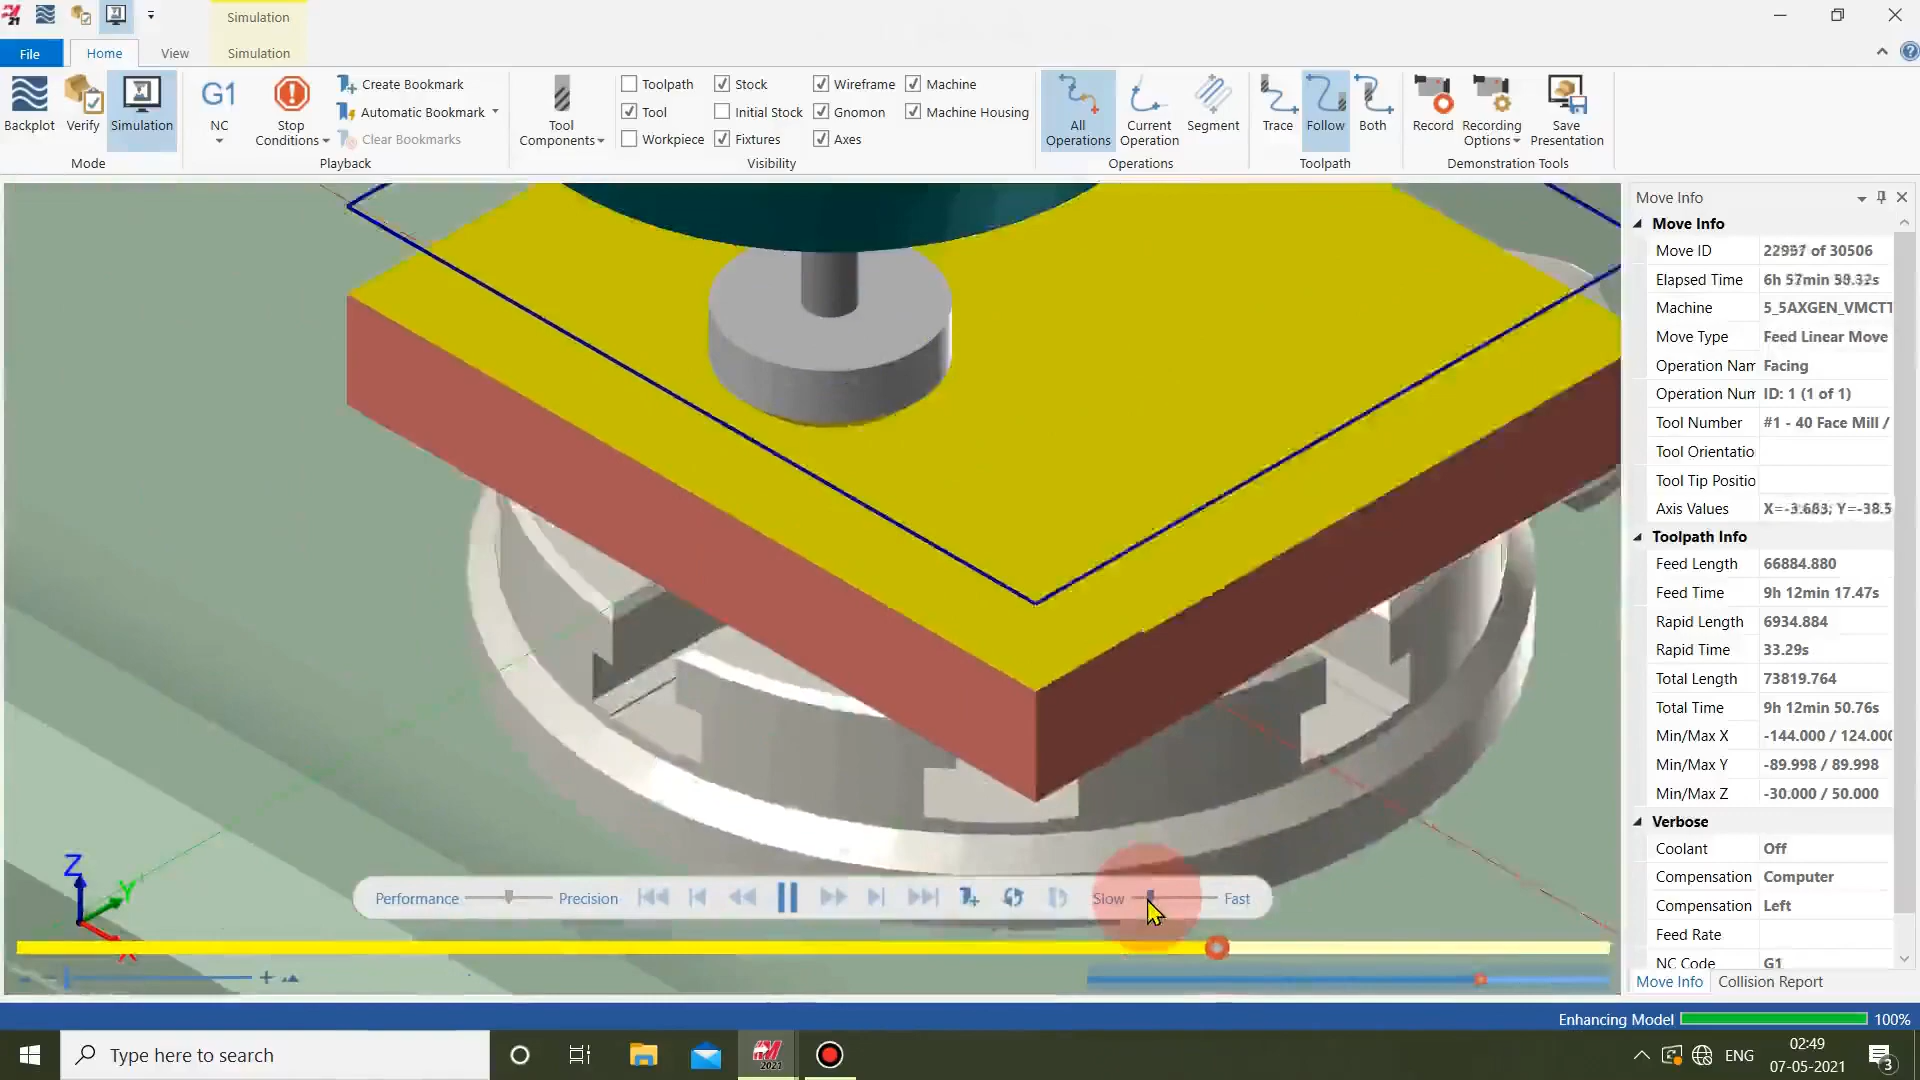 Simulation
File
Home
View
Simulation
Backplot
Verify
Simulation
Mode
G1
NC
Stop
Conditions
Create Bookmark
Automatic Bookmark
Clear Bookmarks
Playback
Tool
Components
Toolpath
Tool
Workpiece
Stock
Initial Stock
Fixtures
Wireframe
Gnomon
Axes
Machine
Machine Housing
Visibility
All
Operations
Current
Operation
Segment
Operations
Trace
Follow
Both
Toolpath
Record
Recording
Options
Save
Presentation
Demonstration Tools
Move Info
Move Info
Move ID
of 30506
Elapsed Time
6h 57min
Machine
5_5AXGEN_VMCTT
Move Type
Feed Linear Move
Operation Nam
Facing
Operation Num
ID: 1 (1 of 1)
Tool Number
#1 - 40 Face Mill /
Tool Orientatio
Tool Tip Positio
Axis Values
Y=-38.5
Toolpath Info
Feed Length
66884.880
Feed Time
9h 12min 17.47s
Rapid Length
6934.884
Rapid Time
33.29s
Total Length
73819.764
Total Time
9h 12min 50.76s
Min/Max X
-144.000 / 124.000
Min/Max Y
-89.998 / 89.998
Min/Max Z
-30.000 / 50.000
Verbose
Coolant
Off
Compensation
Computer
Compensation
Left
Feed Rate
NC Code
G1
Move Info
Collision Report
Z
Y
X
Performance
Precision
Slow
Fast
Enhancing Model
100%
Type here to search
2021
ENG
02:49
07-05-2021
3